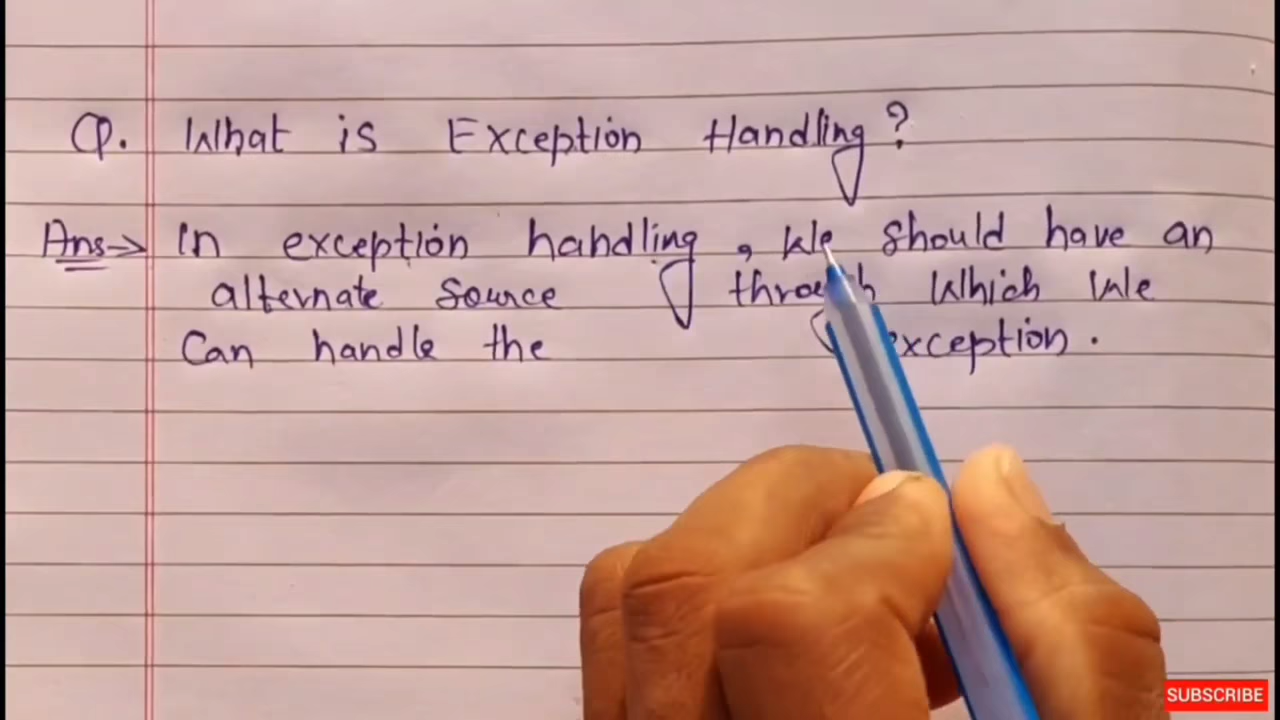 Q. What is Exception Handling?
Ans→ In exception handling, We should have an
alternate source through which we
Can handle the exception.
SUBSCRIBE